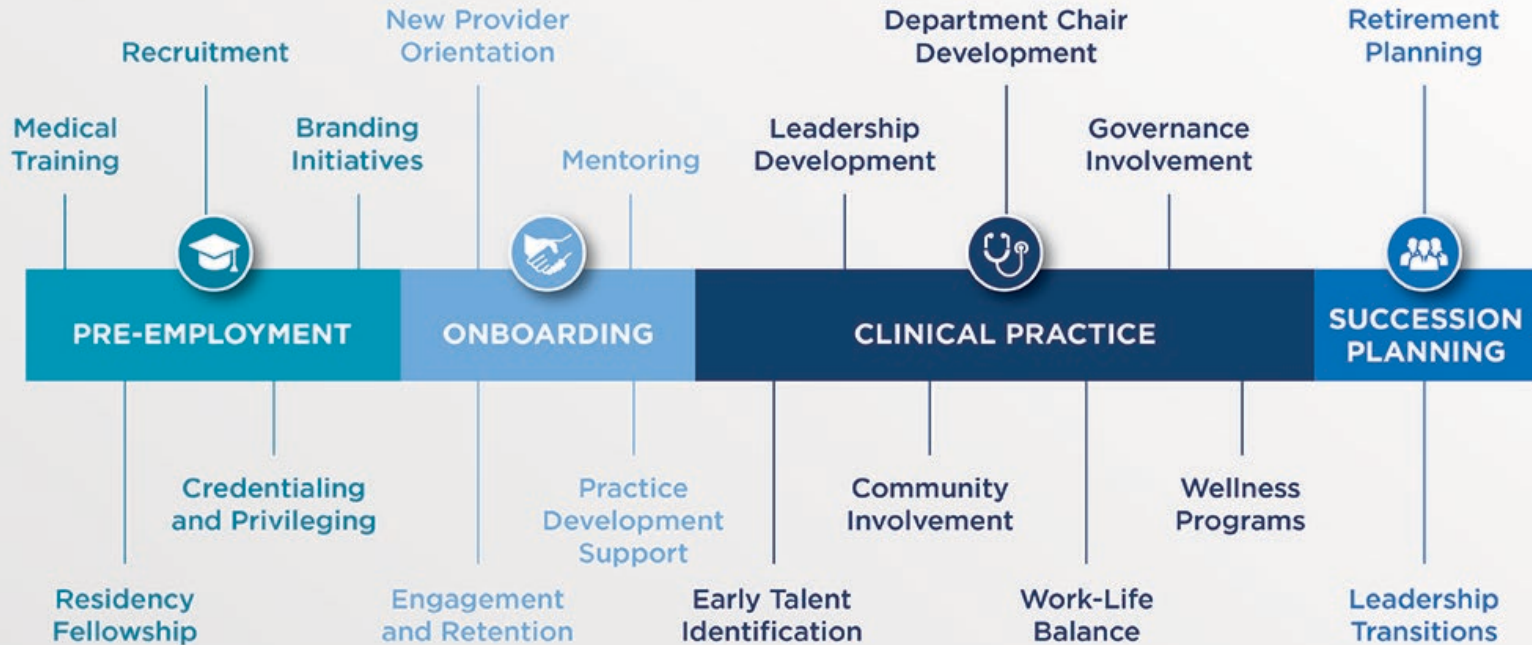 New Provider
Orientation
Department Chair
Development
Retirement
Planning
Recruitment
Medical
Training
Branding
Initiatives
Mentoring
Leadership
Development
Governance
Involvement
PRE-EMPLOYMENT
ONBOARDING
CLINICAL PRACTICE
SUCCESSION
PLANNING
Credentialing
and Privileging
Practice
Development
Support
Community
Involvement
Wellness
Programs
Residency
Fellowship
Engagement
and Retention
Early Talent
Identification
Work-Life
Balance
Leadership
Transitions